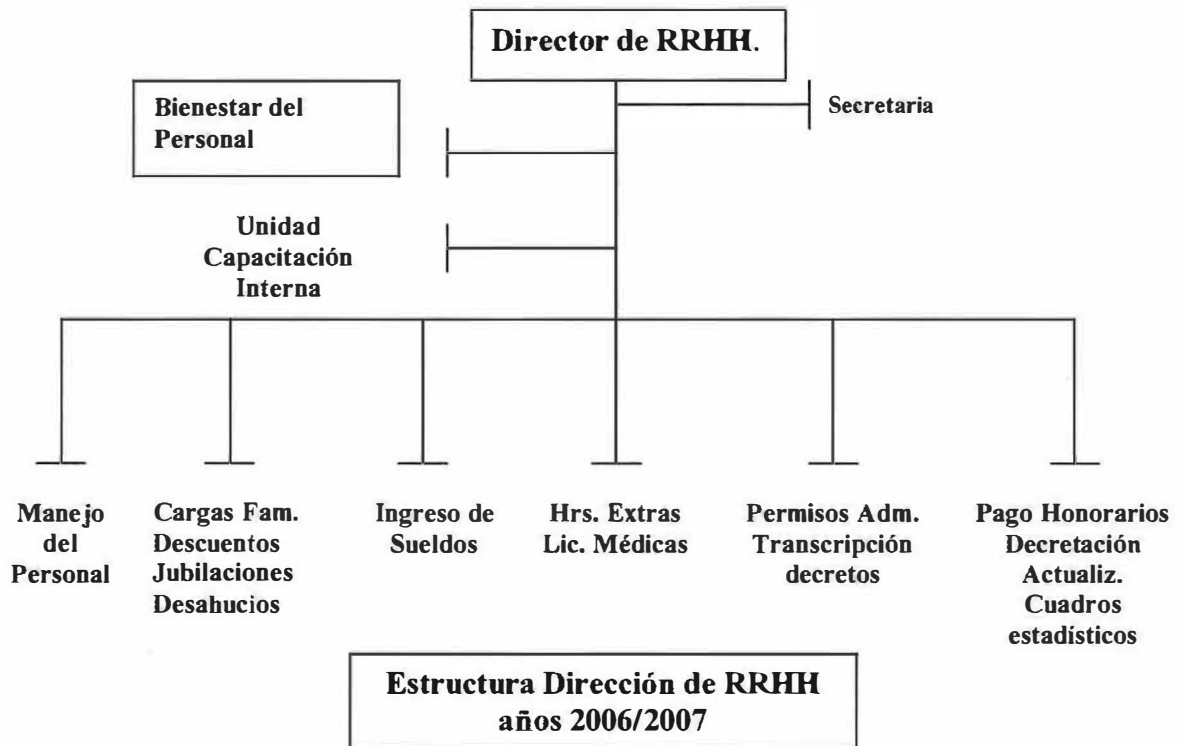 Director de RRHH.
Bienestar del
Personal
Secretaria
Unidad
Capacitación
Interna
Manejo
del
Personal
Cargas Fam.
Descuentos
Jubilaciones
Desahucios
Ingreso de
Sueldos
Hrs. Extras
Lic. Médicas
Permisos Adm.
Transcripción
decretos
Pago Honorarios
Decretación
Actualiz.
Cuadros
estadísticos
Estructura Dirección de RRHH
años 2006/2007